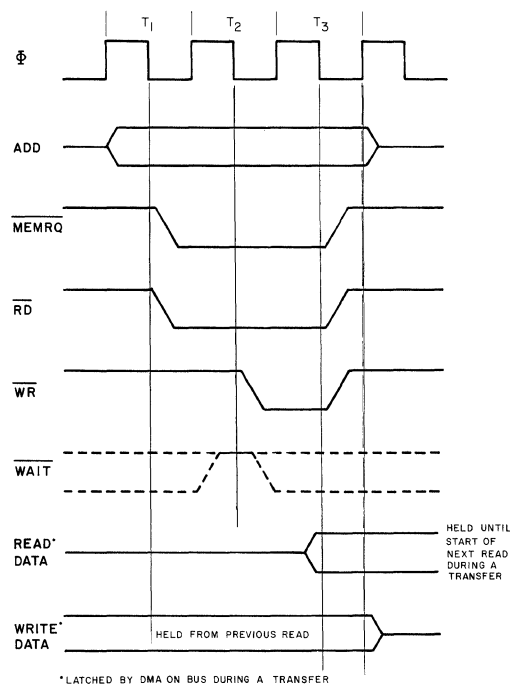 T1 T2 T3
Φ
ADD
MEMRQ
RD
WR
WAIT
READ*
DATA
HELD UNTIL
START OF
NEXT READ
DURING A
TRANSFER
WRITE*
DATA
HELD FROM PREVIOUS READ
*LATCHED BY DMA ON BUS DURING A TRANSFER